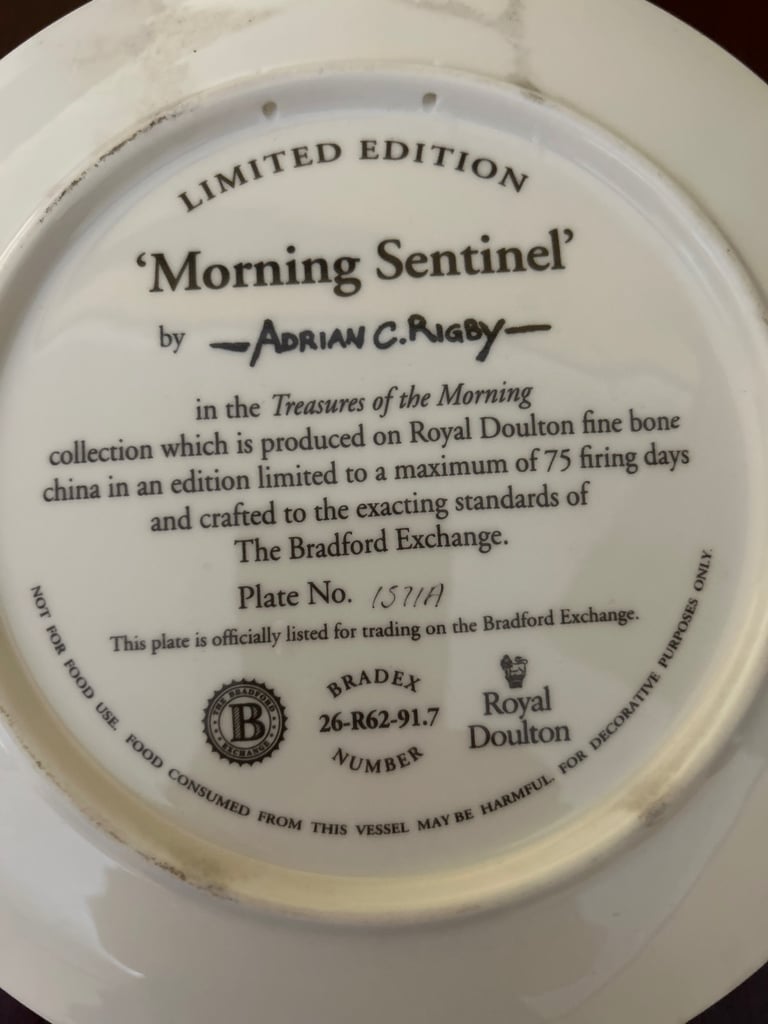 LIMITED EDITION
‘Morning Sentinel’
by —ADRIAN C. RIGBY—
in the Treasures of the Morning
collection which is produced on Royal Doulton fine bone
china in an edition limited to a maximum of 75 firing days
and crafted to the exacting standards of
The Bradford Exchange.
Plate No. 1571A
This plate is officially listed for trading on the Bradford Exchange.
THE BRADFORD
B
EXCHANGE
BRADEX
26-R62-91.7
NUMBER
Royal
Doulton
NOT FOR FOOD USE. FOOD CONSUMED FROM THIS VESSEL MAY BE HARMFUL. FOR DECORATIVE PURPOSES ONLY.